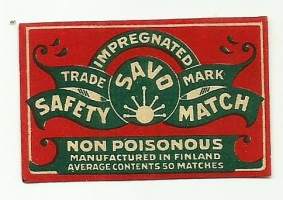 IMPREGNATED
TRADE SAVO MARK
SAFETY MATCH
NON POISONOUS
MANUFACTURED IN FINLAND
AVERAGE CONTENTS 50 MATCHES